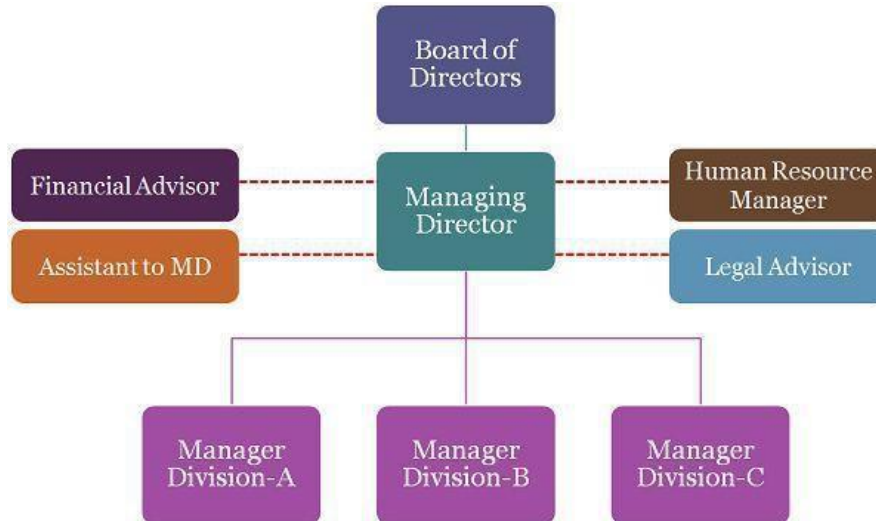 Board of
Directors
Financial Advisor
Managing
Director
Human Resource
Manager
Assistant to MD
Legal Advisor
Manager
Division-A
Manager
Division-B
Manager
Division-C